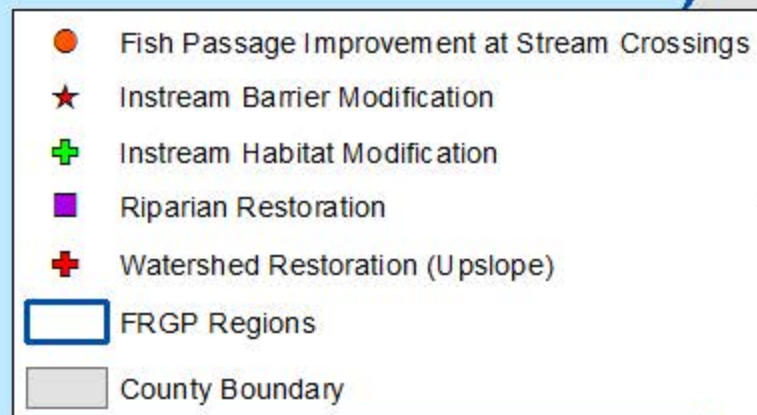 Fish Passage Improvement at Stream Crossings
Instream Barrier Modification
Instream Habitat Modification
Riparian Restoration
Watershed Restoration (Upslope)
FRGP Regions
County Boundary